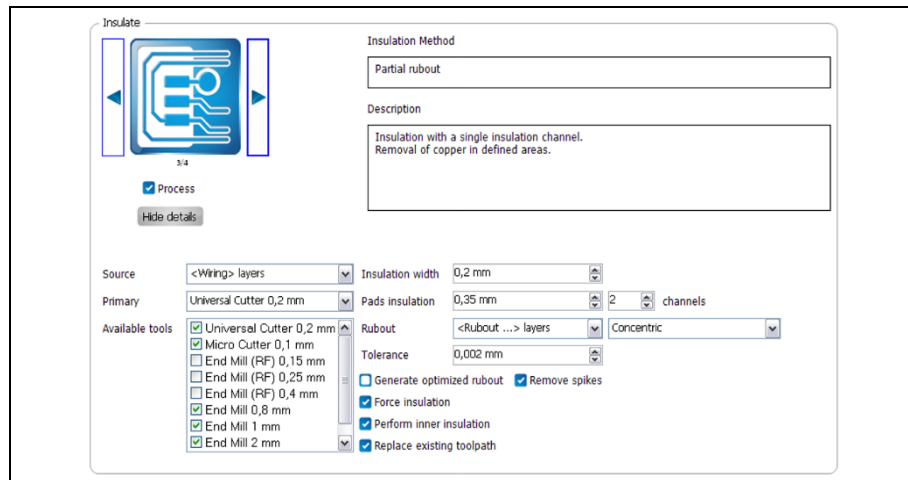 Insulate
Insulation Method
Partial rubout
Description
Insulation with a single insulation channel.
Removal of copper in defined areas.
3/4
Process
Hide details
Source
<Wiring> layers
Insulation width
0,2 mm
Primary
Universal Cutter 0,2 mm
Pads insulation
0,35 mm
2
channels
Available tools
Universal Cutter 0,2 mm
Micro Cutter 0,1 mm
End Mill (RF) 0,15 mm
End Mill (RF) 0,25 mm
End Mill (RF) 0,4 mm
End Mill 0,8 mm
End Mill 1 mm
End Mill 2 mm
Rubout
<Rubout ...> layers
Concentric
Tolerance
0,002 mm
Generate optimized rubout
Remove spikes
Force insulation
Perform inner insulation
Replace existing toolpath